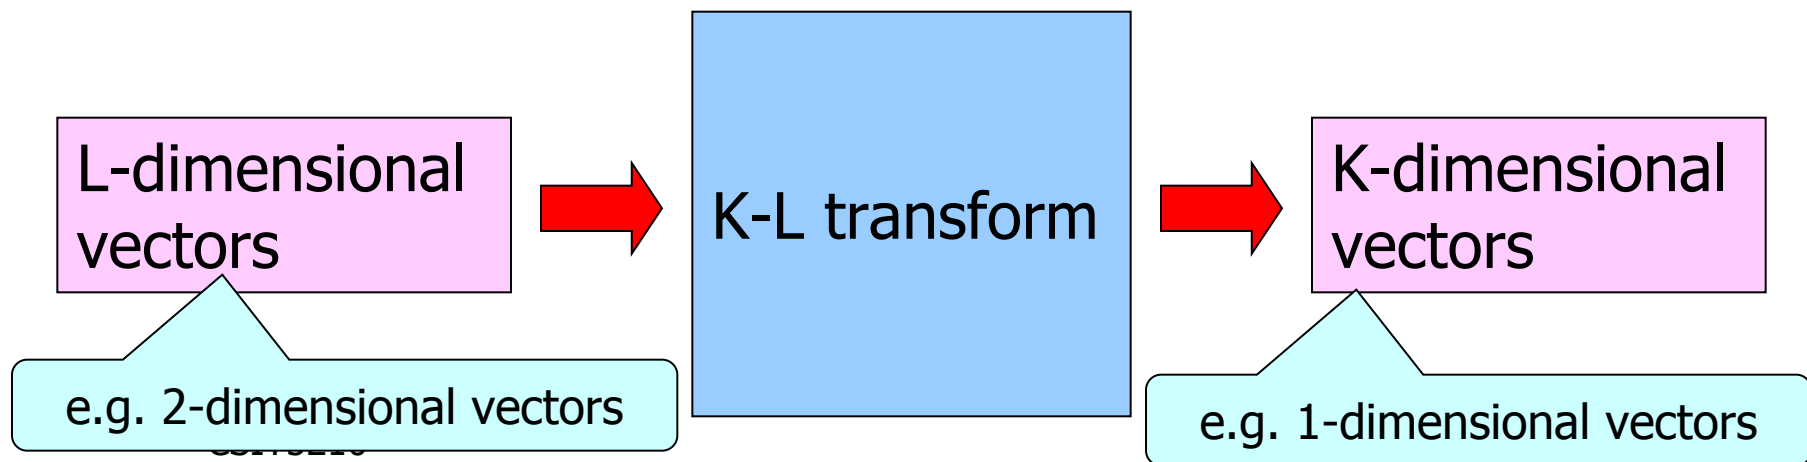 L-dimensional
vectors
K-L transform
K-dimensional
vectors
e.g. 2-dimensional vectors
e.g. 1-dimensional vectors